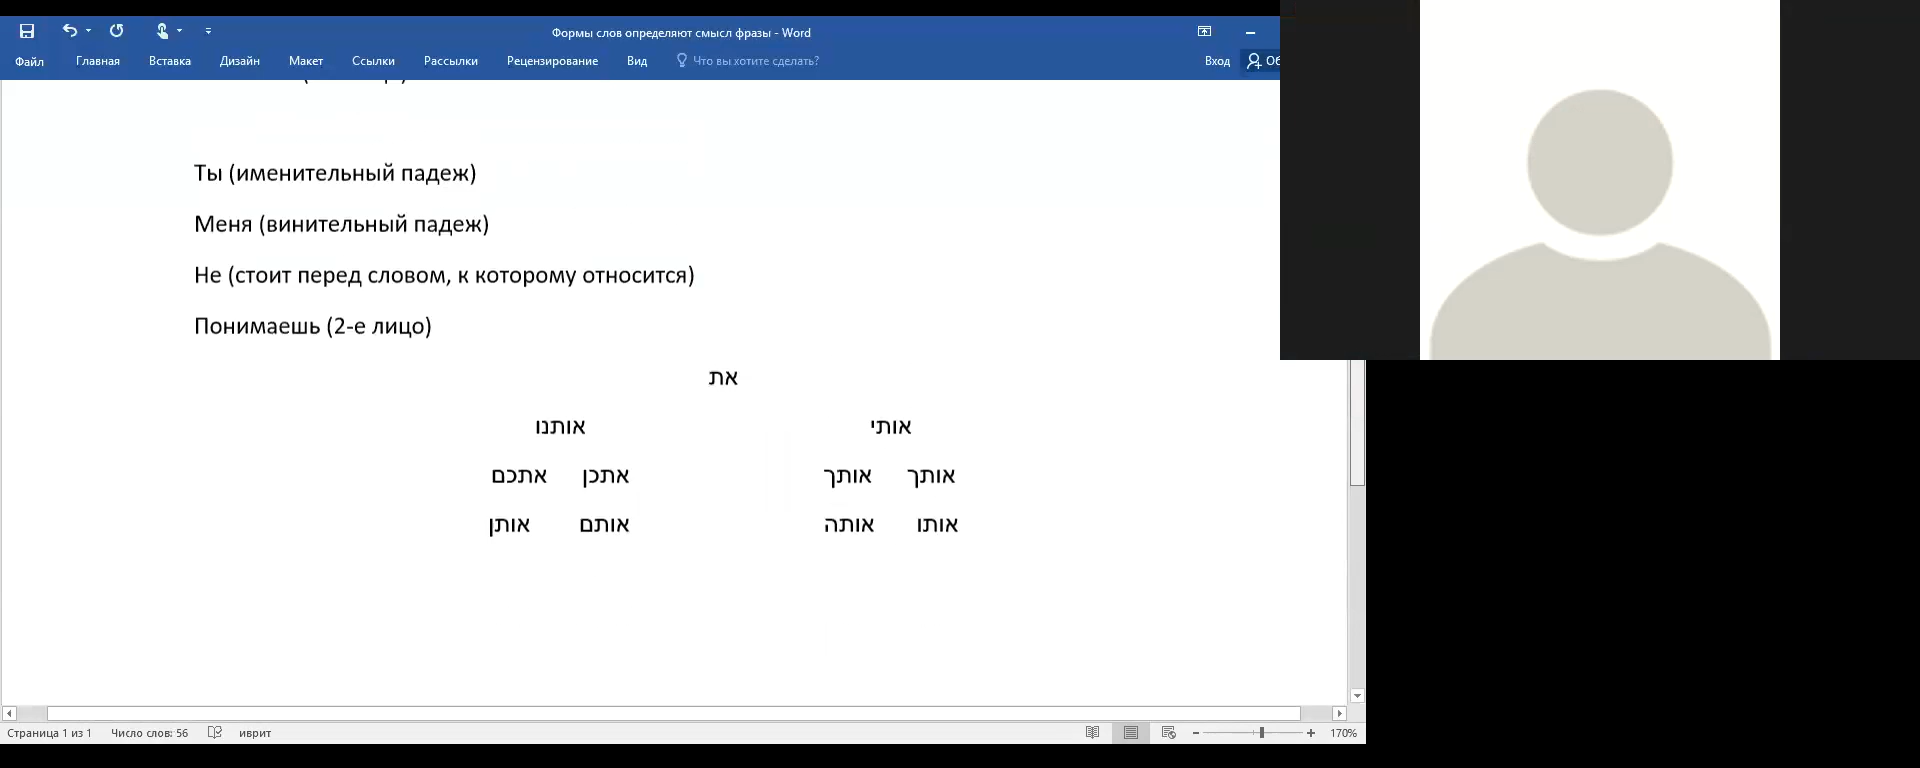 Формы слов определяют смысл фразы - Word
Файл Главная Вставка Дизайн Макет Ссылки Рассылки Рецензирование Вид Что вы хотите сделать? Вход
Ты (именительный падеж)
Меня (винительный падеж)
Не (стоит перед словом, к которому относится)
Понимаешь (2-е лицо)
את
אותי אותנו
אותך אותך אתכן אתכם
אותו אותה אותם אותן
Страница 1 из 1 Число слов: 56 иврит 170%